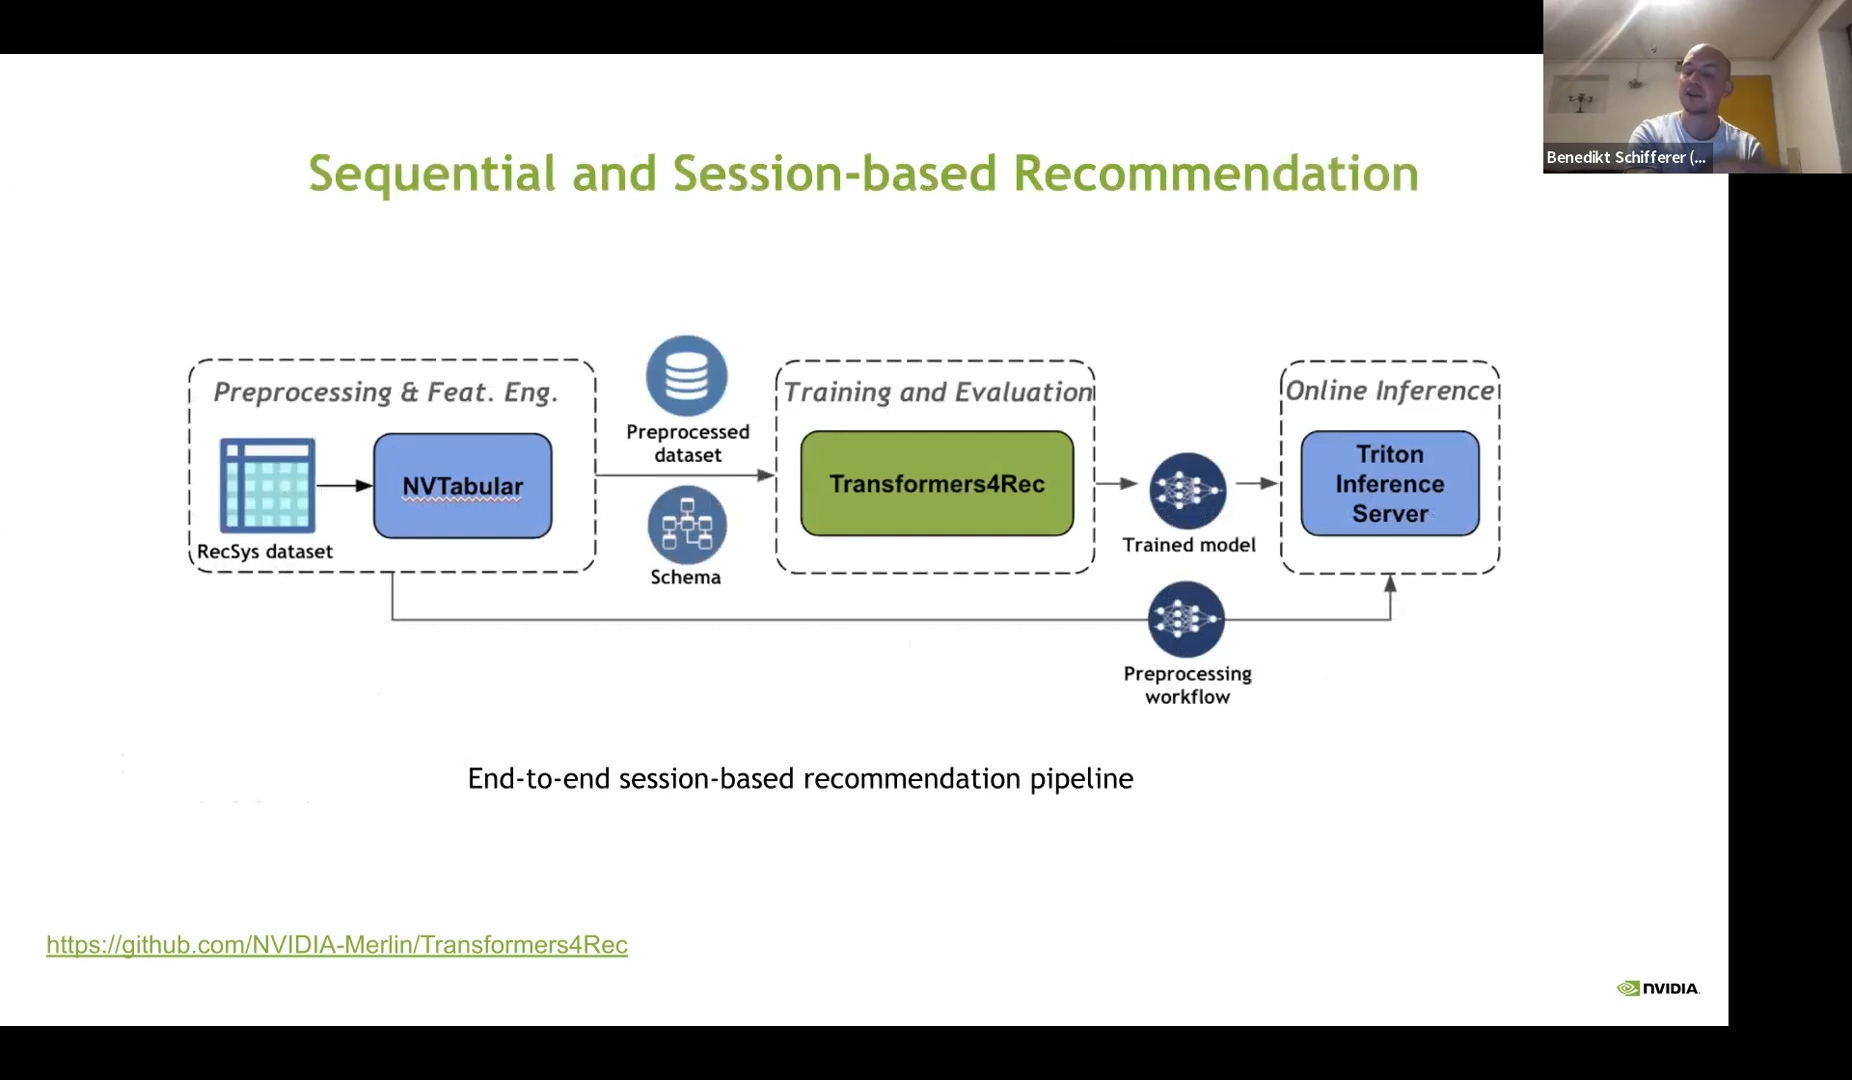 Benedikt Schifferer (...
Sequential and Session-based Recommendation
Preprocessing & Feat. Eng.
RecSys dataset
NVTabular
Preprocessed
dataset
Schema
Training and Evaluation
Transformers4Rec
Trained model
Online Inference
Triton
Inference
Server
Preprocessing
workflow
End-to-end session-based recommendation pipeline
https://github.com/NVIDIA-Merlin/Transformers4Rec
NVIDIA.